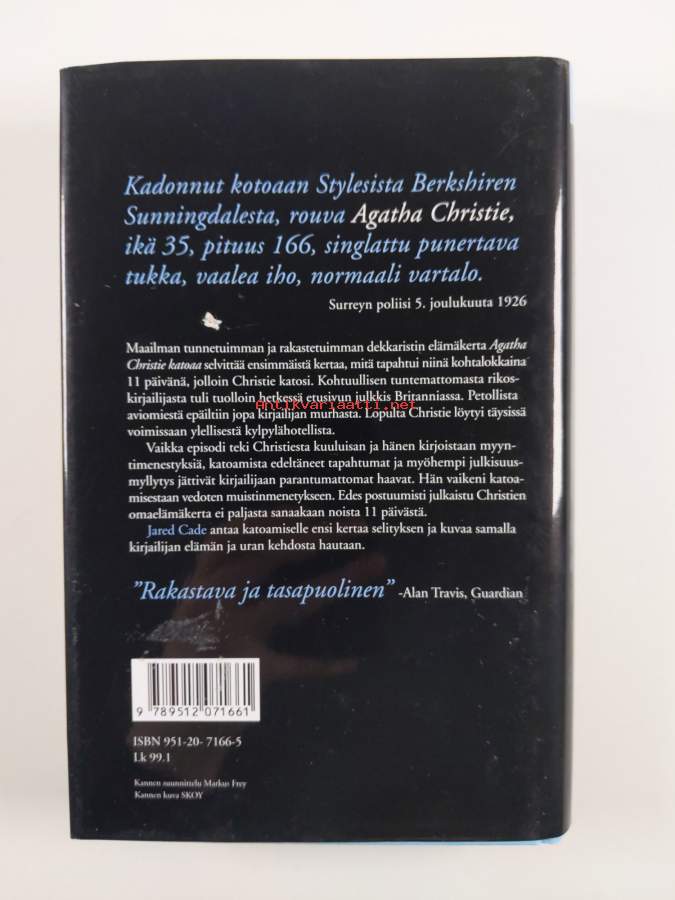 Kadonnut kotoaan Stylesista Berkshiren
Sunningdalesta, rouva Agatha Christie,
ikä 35, pituus 166, singlattu punertava
tukka, vaalea iho, normaali vartalo.
Surreyn poliisi 5. joulukuuta 1926
Maailman tunnetuimman ja rakastetuimman dekkaristin elämäkerta Agatha
Christie katoaa selvittää ensimmäistä kertaa, mitä tapahtui niinä kohtalokkaina
11 päivänä, jolloin Christie katosi. Kohtuullisen tuntemattomasta rikos-
kirjailijasta tuli tuolloin hetkessä etusivun julkkis Britanniassa. Petollista
aviomiestä epäiltiin jopa kirjailijan murhasta. Lopulta Christie löytyi täysissä
voimissaan ylellisestä kylpylähotellista.
Vaikka episodi teki Christiesta kuuluisan ja hänen kirjoistaan myyn-
timenestyksiä, katoamista edeltäneet tapahtumat ja myöhempi julkisuus-
myllytys jättivät kirjailijaan parantumattomat haavat. Hän vaikeni katoa-
misestaan vedoten muistinmenetykseen. Edes postuumisti julkaistu Christien
omaelämäkerta ei paljasta sanaakaan noista 11 päivästä.
Jared Cade antaa katoamiselle ensi kertaa selityksen ja kuvaa samalla
kirjailijan elämän ja uran kehdosta hautaan.
”Rakastava ja tasapuolinen” -Alan Travis, Guardian
9 789512 071661
ISBN 951-20- 7166-5
Lk 99.1
Kannen suunnittelu Markus Frey
Kannen kuva SKOY
Antikvariaatti.net